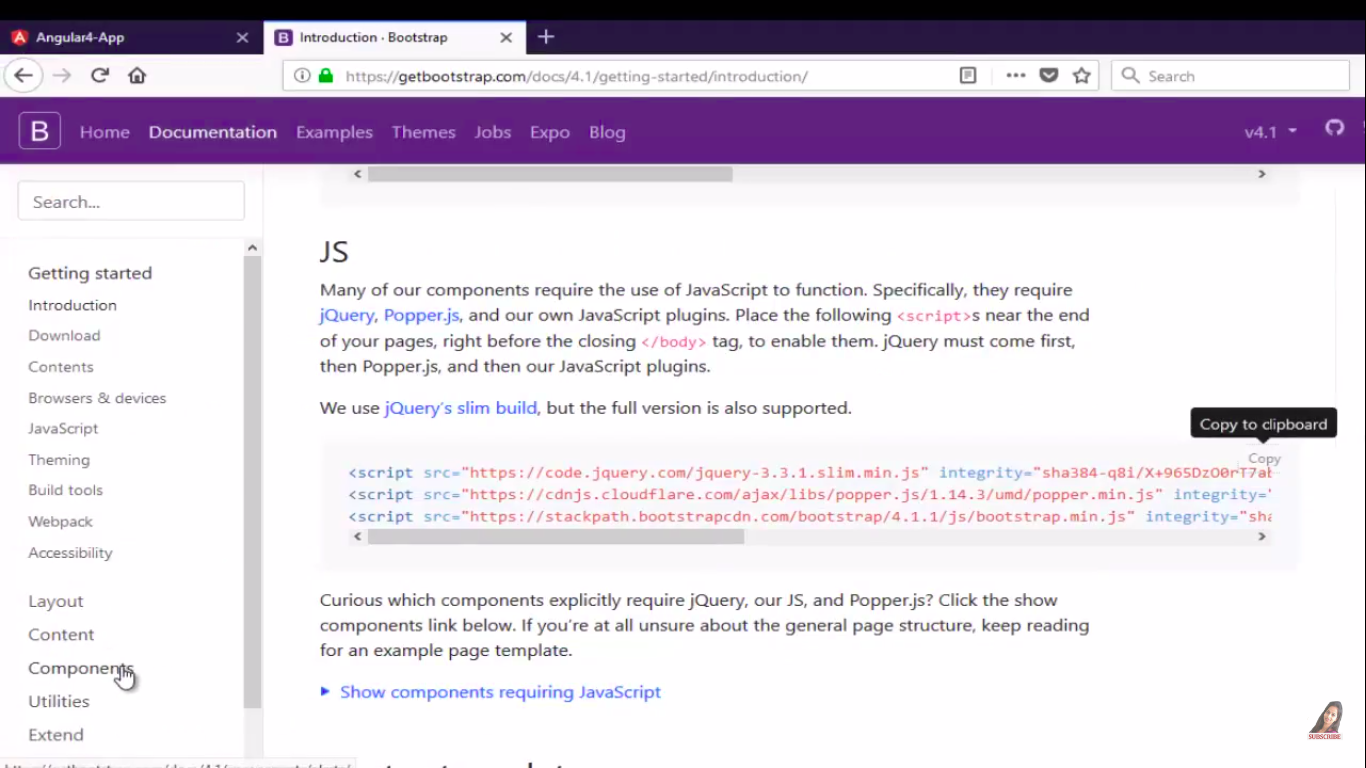 Angular4-App
B Introduction · Bootstrap
https://getbootstrap.com/docs/4.1/getting-started/introduction/
Search
B Home Documentation Examples Themes Jobs Expo Blog v4.1
Search...
Getting started
Introduction
Download
Contents
Browsers & devices
JavaScript
Theming
Build tools
Webpack
Accessibility
Layout
Content
Components
Utilities
Extend
JS
Many of our components require the use of JavaScript to function. Specifically, they require
jQuery, Popper.js, and our own JavaScript plugins. Place the following <script>s near the end
of your pages, right before the closing </body> tag, to enable them. jQuery must come first,
then Popper.js, and then our JavaScript plugins.
We use jQuery's slim build, but the full version is also supported.
Copy to clipboard
Copy
<script src="https://code.jquery.com/jquery-3.3.1.slim.min.js" integrity="sha384-q8i/X+965DzO0rT7ab
<script src="https://cdnjs.cloudflare.com/ajax/libs/popper.js/1.14.3/umd/popper.min.js" integrity="
<script src="https://stackpath.bootstrapcdn.com/bootstrap/4.1.1/js/bootstrap.min.js" integrity="sha
Curious which components explicitly require jQuery, our JS, and Popper.js? Click the show
components link below. If you're at all unsure about the general page structure, keep reading
for an example page template.
Show components requiring JavaScript
SUBSCRIBE